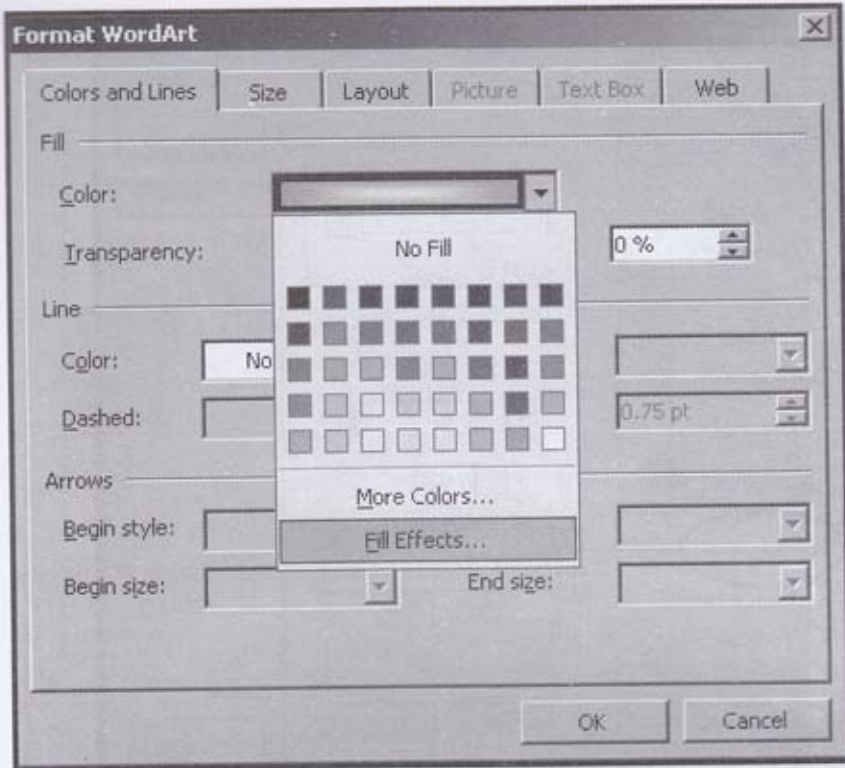 Format WordArt
Colors and Lines Size Layout Picture Text Box Web
Fill
Color:
No Fill
Transparency:
0 %
Line
Color:
No
Dashed:
0.75 pt
Arrows
More Colors...
Begin style:
Fill Effects...
Begin size:
End size:
OK Cancel